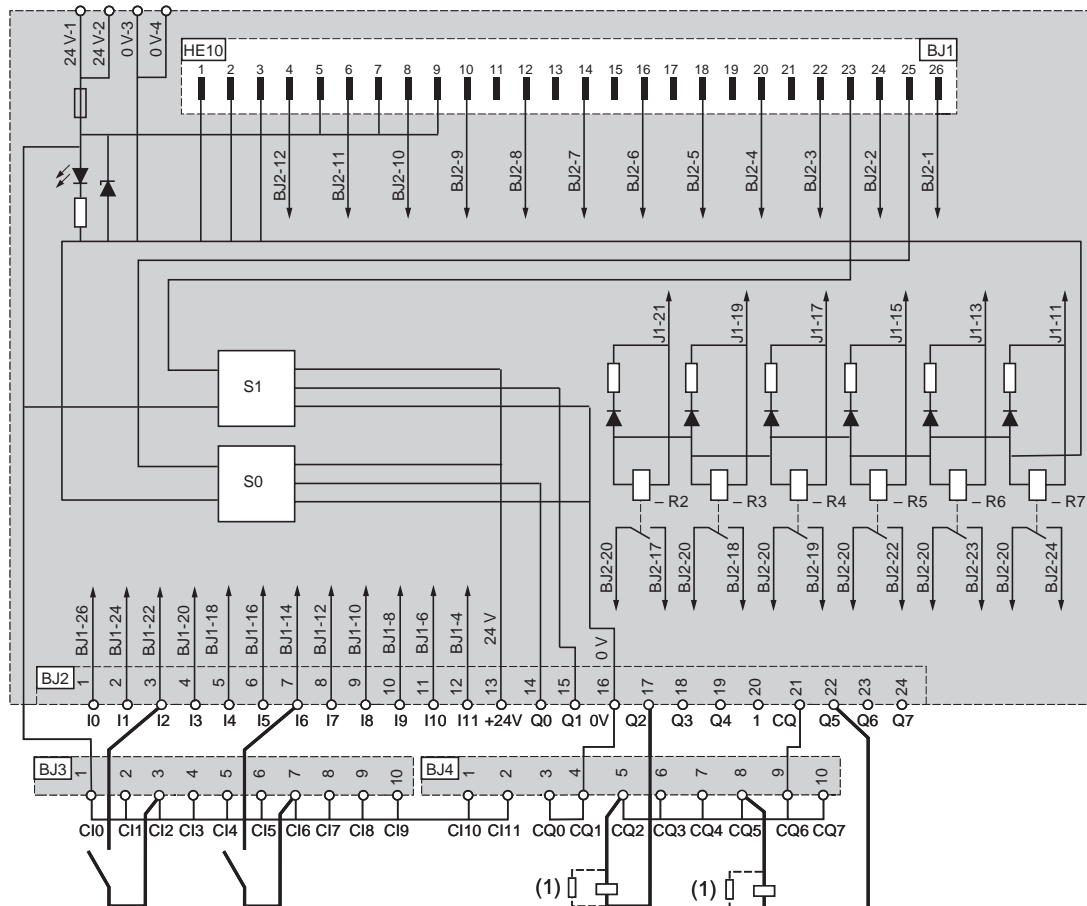 24 V-1 24 V-2 0 V-3 0 V-4
HE10 BJ1
1 2 3 4 5 6 7 8 9 10 11 12 13 14 15 16 17 18 19 20 21 22 23 24 25 26
BJ2-12 BJ2-11 BJ2-10 BJ2-9 BJ2-8 BJ2-7 BJ2-6 BJ2-5 BJ2-4 BJ2-3 BJ2-2 BJ2-1
J1-21 J1-19 J1-17 J1-15 J1-13 J1-11
S1
S0
– R2 – R3 – R4 – R5 – R6 – R7
BJ2-20 BJ2-17 BJ2-20 BJ2-18 BJ2-20 BJ2-19 BJ2-20 BJ2-22 BJ2-20 BJ2-23 BJ2-20 BJ2-24
BJ1-26 BJ1-24 BJ1-22 BJ1-20 BJ1-18 BJ1-16 BJ1-14 BJ1-12 BJ1-10 BJ1-8 BJ1-6 BJ1-4 24 V 0 V
BJ2
1 2 3 4 5 6 7 8 9 10 11 12 13 14 15 16 17 18 19 20 21 22 23 24
I0 I1 I2 I3 I4 I5 I6 I7 I8 I9 I10 I11 +24V Q0 Q1 0V Q2 Q3 Q4 1 CQ Q5 Q6 Q7
BJ3 1 2 3 4 5 6 7 8 9 10 BJ4 1 2 3 4 5 6 7 8 9 10
CI0 CI1 CI2 CI3 CI4 CI5 CI6 CI7 CI8 CI9 CI10 CI11 CQ0 CQ1 CQ2 CQ3 CQ4 CQ5 CQ6 CQ7
(1) (1)